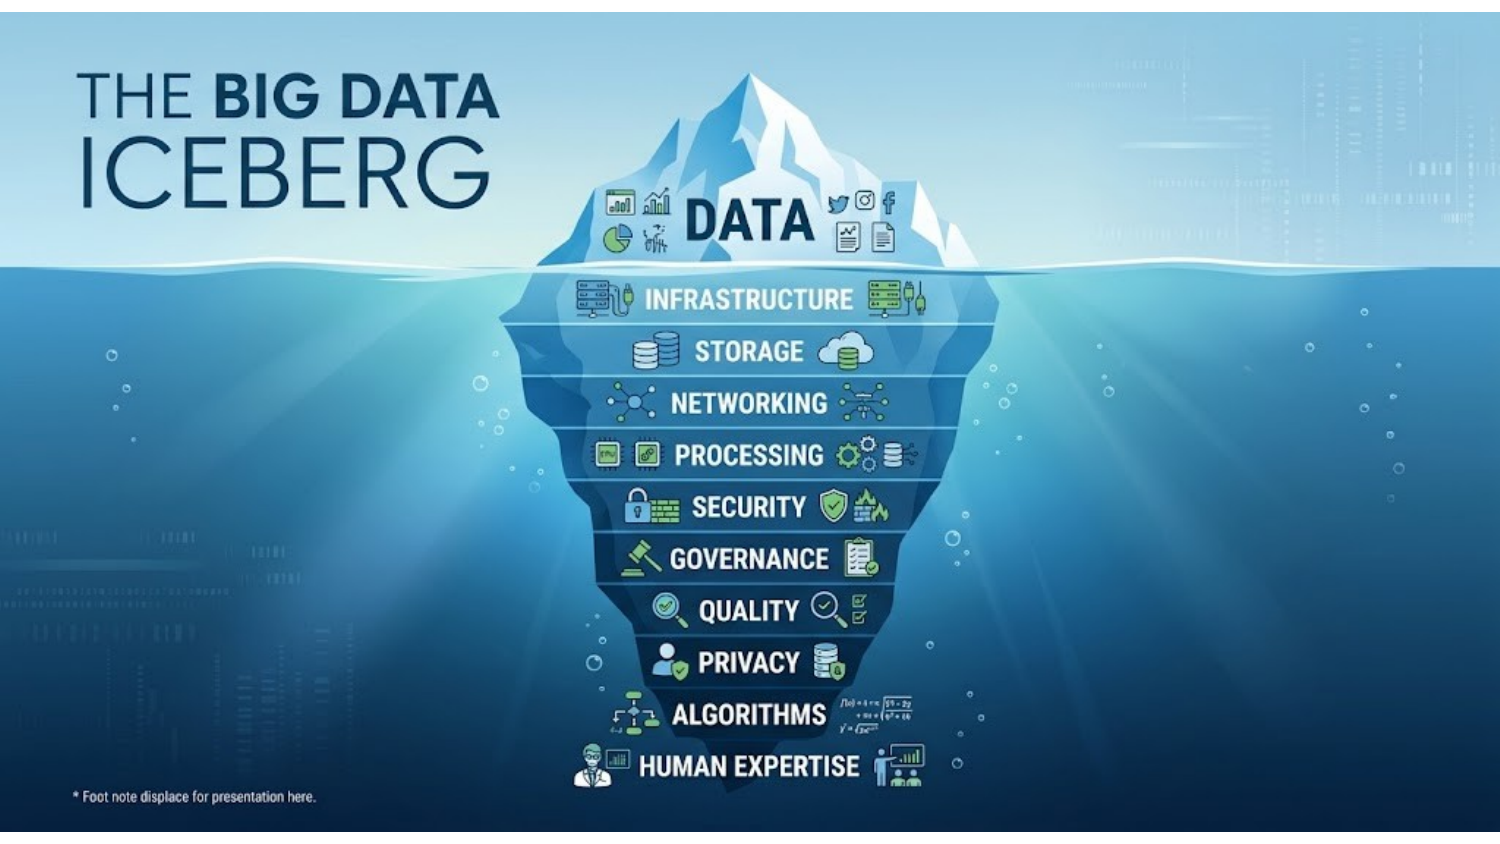 THE BIG DATA
ICEBERG
DATA
INFRASTRUCTURE
STORAGE
NETWORKING
PROCESSING
SECURITY
GOVERNANCE
QUALITY
PRIVACY
ALGORITHMS
HUMAN EXPERTISE
* Foot note displace for presentation here.